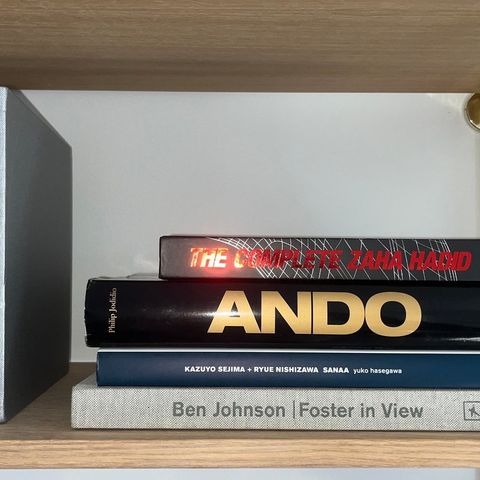 THE COMPLETE ZAHA HADID
Philip Jodidio
ANDO
KAZUYO SEJIMA + RYUE NISHIZAWA SANAA yuko hasegawa
Ben Johnson | Foster in View